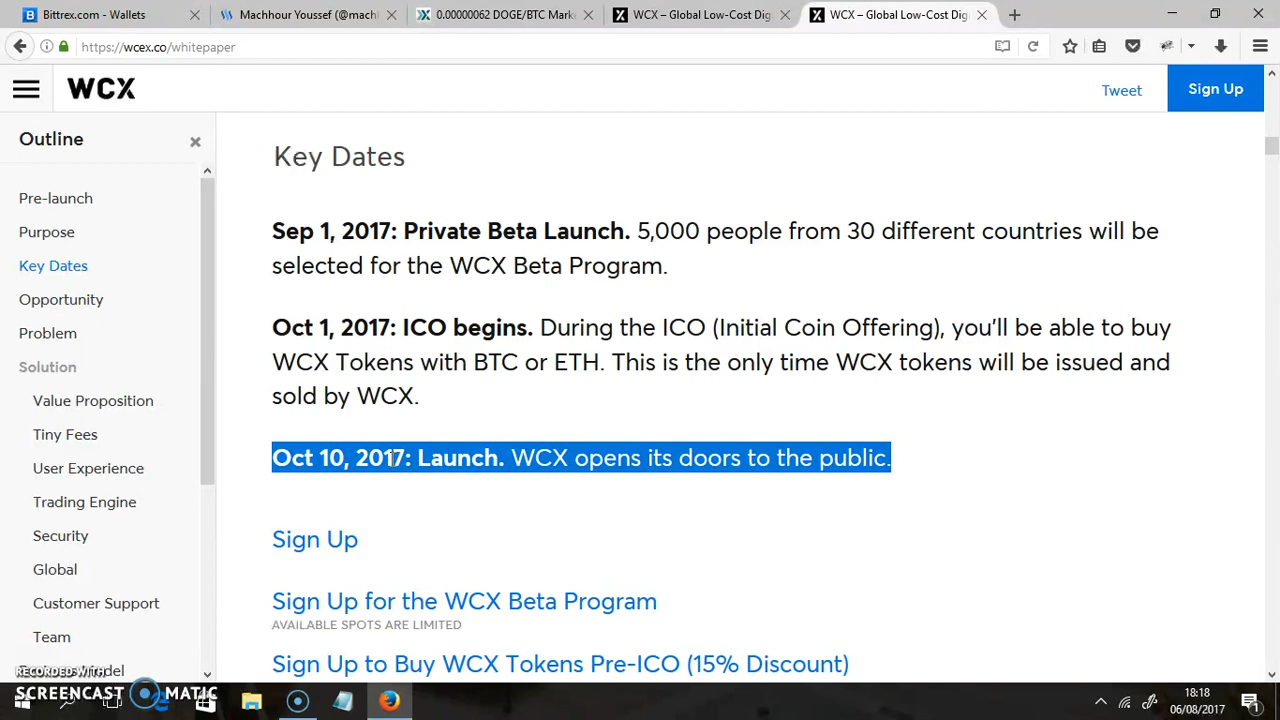 Bittrex.com - Wallets
Machhour Youssef (@mach
0.00000062 DOGE/BTC Mark
WCX – Global Low-Cost Dig
WCX – Global Low-Cost Dig
https://wcex.co/whitepaper
WCX
Tweet
Sign Up
Outline
Pre-launch
Purpose
Key Dates
Opportunity
Problem
Solution
Value Proposition
Tiny Fees
User Experience
Trading Engine
Security
Global
Customer Support
Team
Key Dates
Sep 1, 2017: Private Beta Launch. 5,000 people from 30 different countries will be
selected for the WCX Beta Program.
Oct 1, 2017: ICO begins. During the ICO (Initial Coin Offering), you'll be able to buy
WCX Tokens with BTC or ETH. This is the only time WCX tokens will be issued and
sold by WCX.
Oct 10, 2017: Launch. WCX opens its doors to the public.
Sign Up
Sign Up for the WCX Beta Program
AVAILABLE SPOTS ARE LIMITED
Sign Up to Buy WCX Tokens Pre-ICO (15% Discount)
RECORDED WITH
SCREENCAST MATIC
18:18
06/08/2017